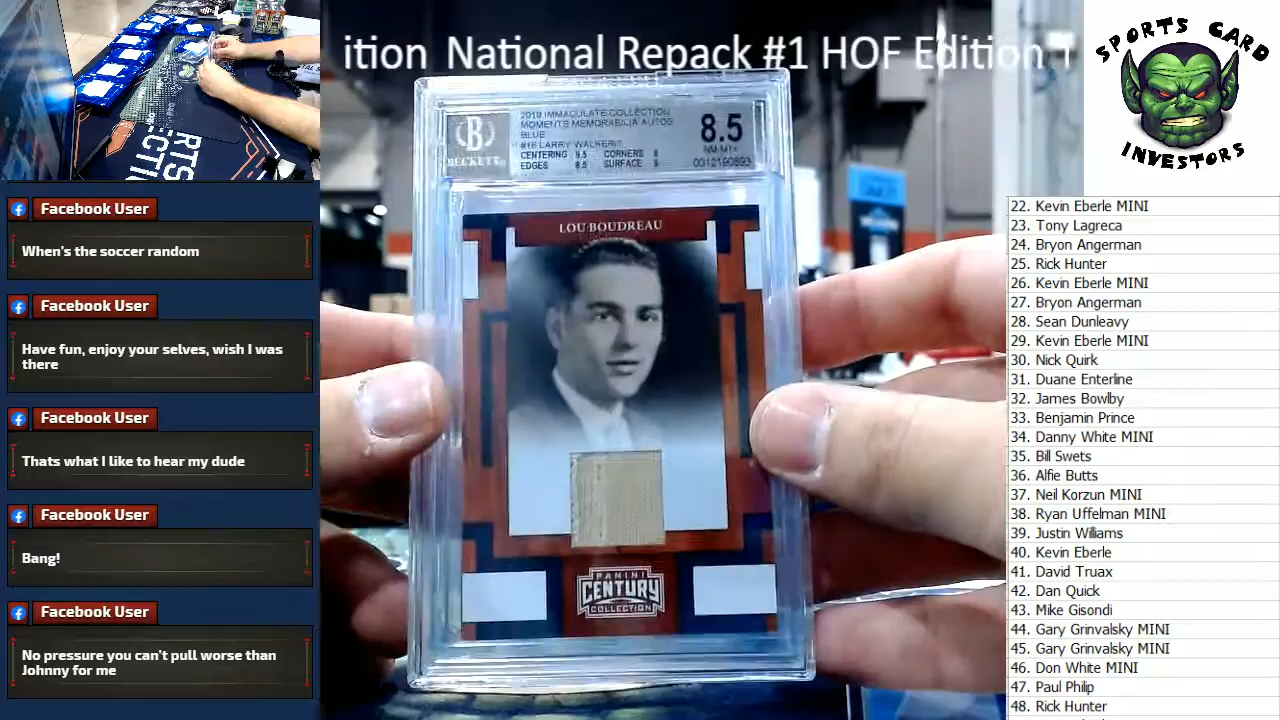 ition National Repack #1 HOF Edition
SPORTS CARD
INVESTORS
Facebook User
When's the soccer random
Facebook User
Have fun, enjoy your selves, wish I was
there
Facebook User
Thats what I like to hear my dude
Facebook User
Bang!
Facebook User
No pressure you can't pull worse than
Johnny for me
B
BECKETT
2019 IMMACULATE COLLECTION
MOMENTS MEMORABILIA AUTOS
BLUE
#18 LARRY WALKER
CENTERING 9.5 CORNERS 8
EDGES 8.5 SURFACE 9
8.5
NM-MT+
0012190893
LOU BOUDREAU
PANINI
CENTURY
COLLECTION
22. Kevin Eberle MINI
23. Tony Lagreca
24. Bryon Angerman
25. Rick Hunter
26. Kevin Eberle MINI
27. Bryon Angerman
28. Sean Dunleavy
29. Kevin Eberle MINI
30. Nick Quirk
31. Duane Enterline
32. James Bowlby
33. Benjamin Prince
34. Danny White MINI
35. Bill Swets
36. Alfie Butts
37. Neil Korzun MINI
38. Ryan Uffelman MINI
39. Justin Williams
40. Kevin Eberle
41. David Truax
42. Dan Quick
43. Mike Gisondi
44. Gary Grinvalsky MINI
45. Gary Grinvalsky MINI
46. Don White MINI
47. Paul Philip
48. Rick Hunter